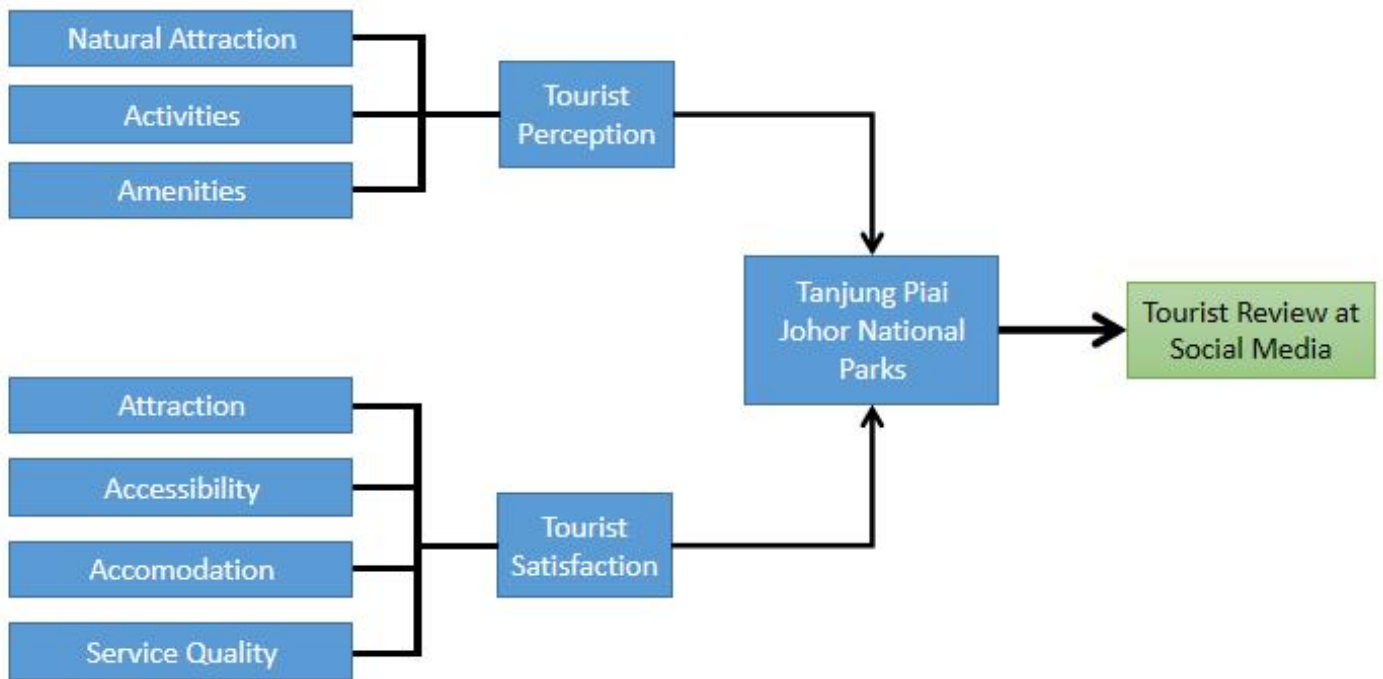 Natural Attraction
Activities
Amenities
Tourist
Perception
Attraction
Accessibility
Accomodation
Service Quality
Tourist
Satisfaction
Tanjung Piai
Johor National
Parks
Tourist Review at
Social Media